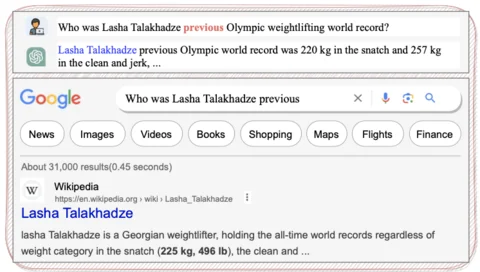 Who was Lasha Talakhadze previous Olympic weightlifting world record?
Lasha Talakhadze previous Olympic world record was 220 kg in the snatch and 257 kg
in the clean and jerk, ...
Google
Who was Lasha Talakhadze previous
News Images Videos Books Shopping Maps Flights Finance
About 31,000 results(0.45 seconds)
W
Wikipedia
https://en.wikipedia.org › wiki › Lasha_Talakhadze
Lasha Talakhadze
lasha Talakhadze is a Georgian weightlifter, holding the all-time world records regardless of
weight category in the snatch (225 kg, 496 lb), the clean and ...